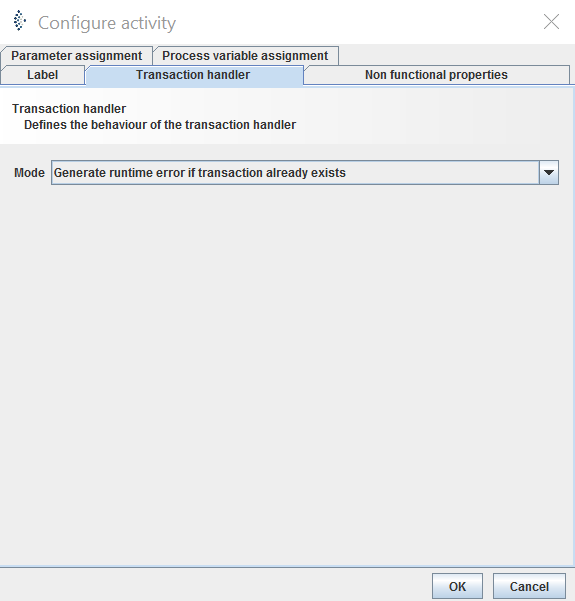 Configure activity
Parameter assignment
Process variable assignment
Label
Transaction handler
Non functional properties
Transaction handler
Defines the behaviour of the transaction handler
Mode
Generate runtime error if transaction already exists
OK
Cancel